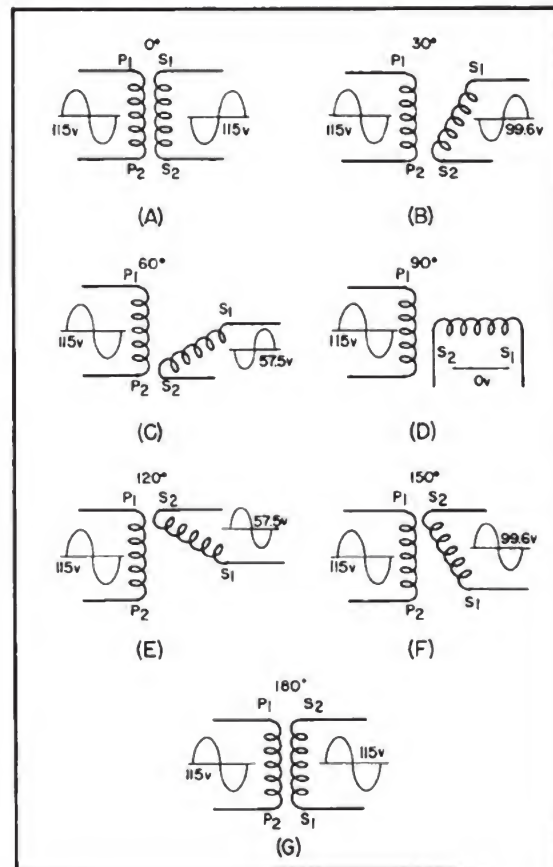 0°
P1 S1
115v 115v
P2 S2
(A)
30°
P1 S1
115v 99.6v
P2 S2
(B)
60°
P1 S1
115v 57.5v
P2 S2
(C)
90°
P1
115v S2 S1
0v
P2
(D)
120°
P1 S2
57.5v
115v
S1
P2
(E)
150°
P1 S2
99.6v
115v
S1
P2
(F)
180°
P1 S2
115v
115v
P2 S1
(G)